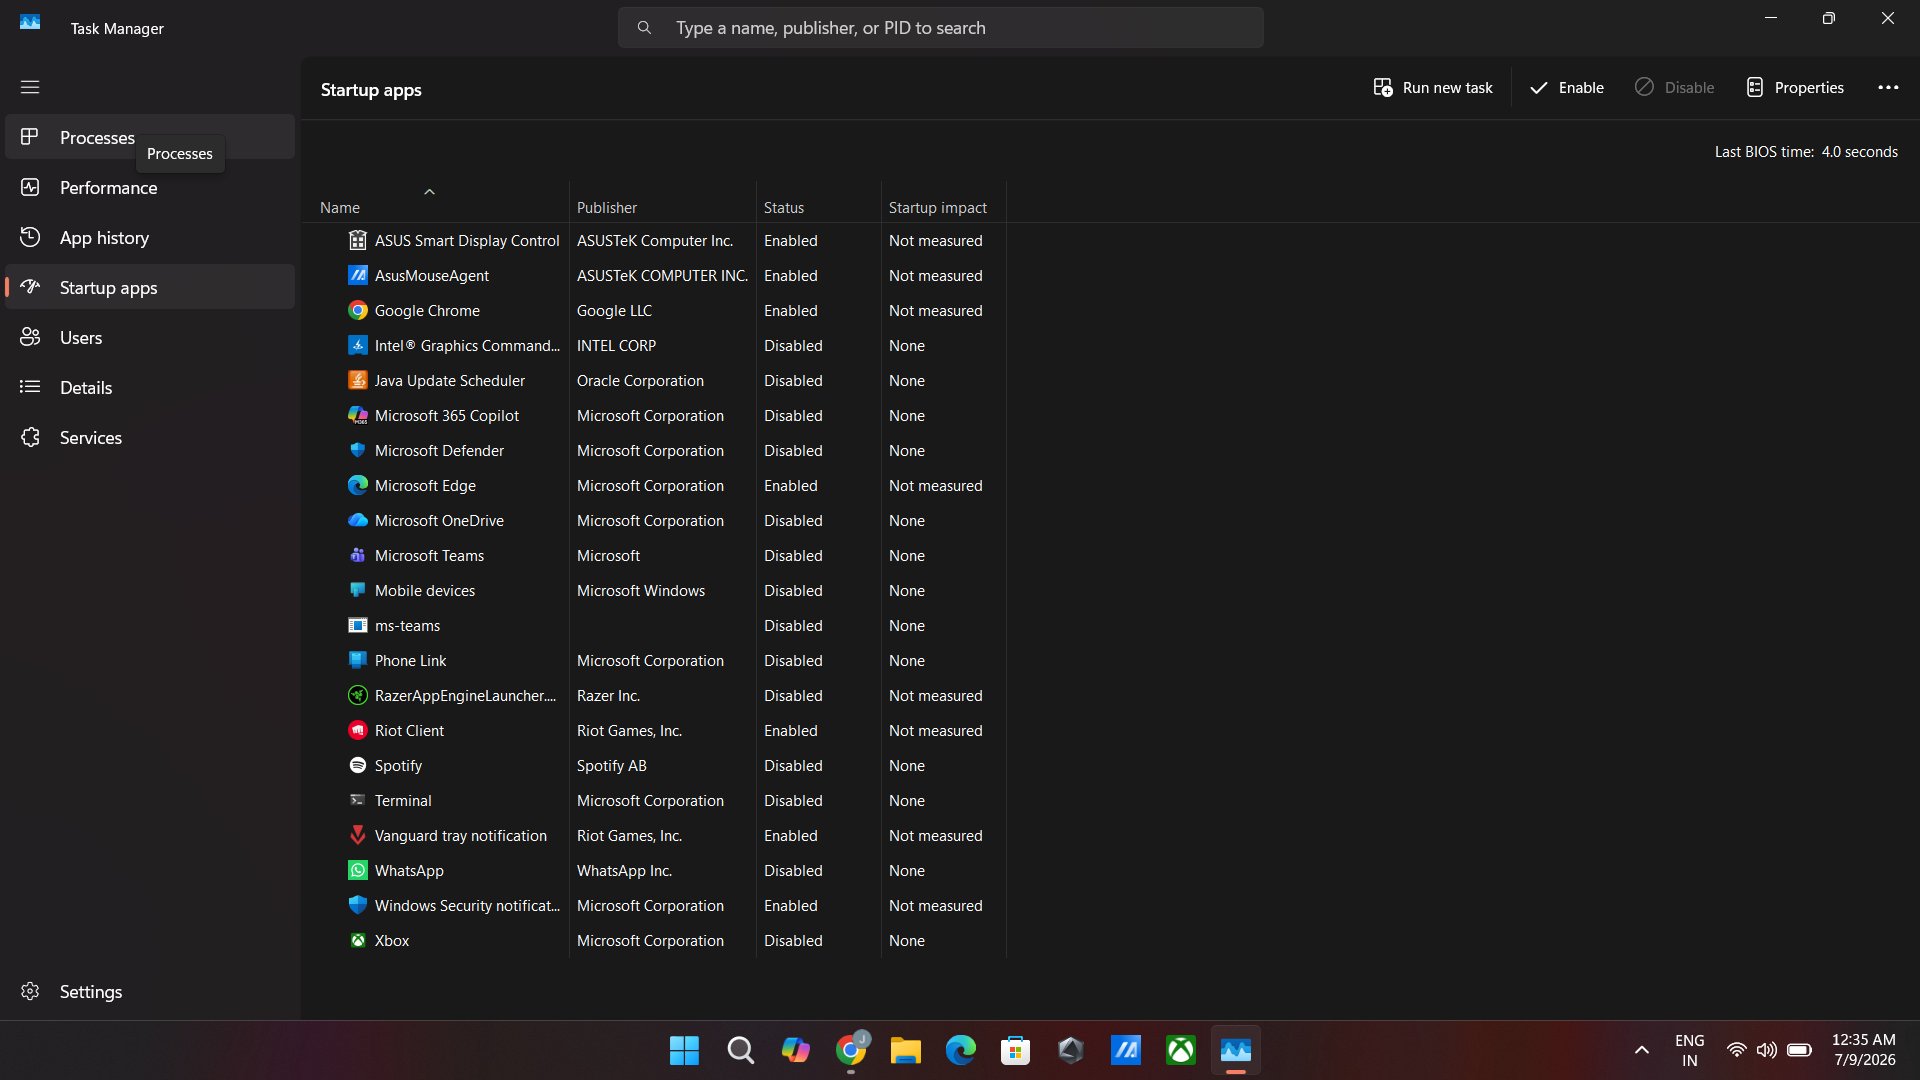 Task Manager
Type a name, publisher, or PID to search
Startup apps
Run new task
Enable
Disable
Properties
Processes
Processes
Performance
App history
Startup apps
Users
Details
Services
Settings
Last BIOS time: 4.0 seconds
Name Publisher Status Startup impact
ASUS Smart Display Control ASUSTeK Computer Inc. Enabled Not measured
AsusMouseAgent ASUSTeK COMPUTER INC. Enabled Not measured
Google Chrome Google LLC Enabled Not measured
Intel® Graphics Command... INTEL CORP Disabled None
Java Update Scheduler Oracle Corporation Disabled None
Microsoft 365 Copilot Microsoft Corporation Disabled None
Microsoft Defender Microsoft Corporation Disabled None
Microsoft Edge Microsoft Corporation Enabled Not measured
Microsoft OneDrive Microsoft Corporation Disabled None
Microsoft Teams Microsoft Disabled None
Mobile devices Microsoft Windows Disabled None
ms-teams Disabled None
Phone Link Microsoft Corporation Disabled None
RazerAppEngineLauncher.... Razer Inc. Disabled Not measured
Riot Client Riot Games, Inc. Enabled Not measured
Spotify Spotify AB Disabled None
Terminal Microsoft Corporation Disabled None
Vanguard tray notification Riot Games, Inc. Enabled Not measured
WhatsApp WhatsApp Inc. Disabled None
Windows Security notificat... Microsoft Corporation Enabled Not measured
Xbox Microsoft Corporation Disabled None
J
ENG
IN
12:35 AM
7/9/2026